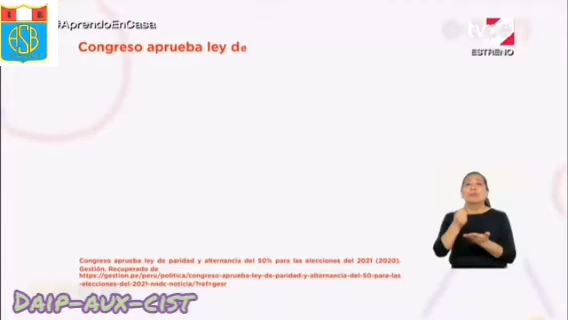 I E
ASB
#AprendoEnCasa
tv
ESTRENO
Congreso aprueba ley de
Congreso aprueba ley de paridad y alternancia del 50% para las elecciones del 2021 (2020).
Gestión. Recuperado de
https://gestion.pe/peru/politica/congreso-aprueba-ley-de-paridad-y-alternancia-del-50-para-las
-elecciones-del-2021-nndc-noticia/?ref=gesr
DAIP-AUX-CIST